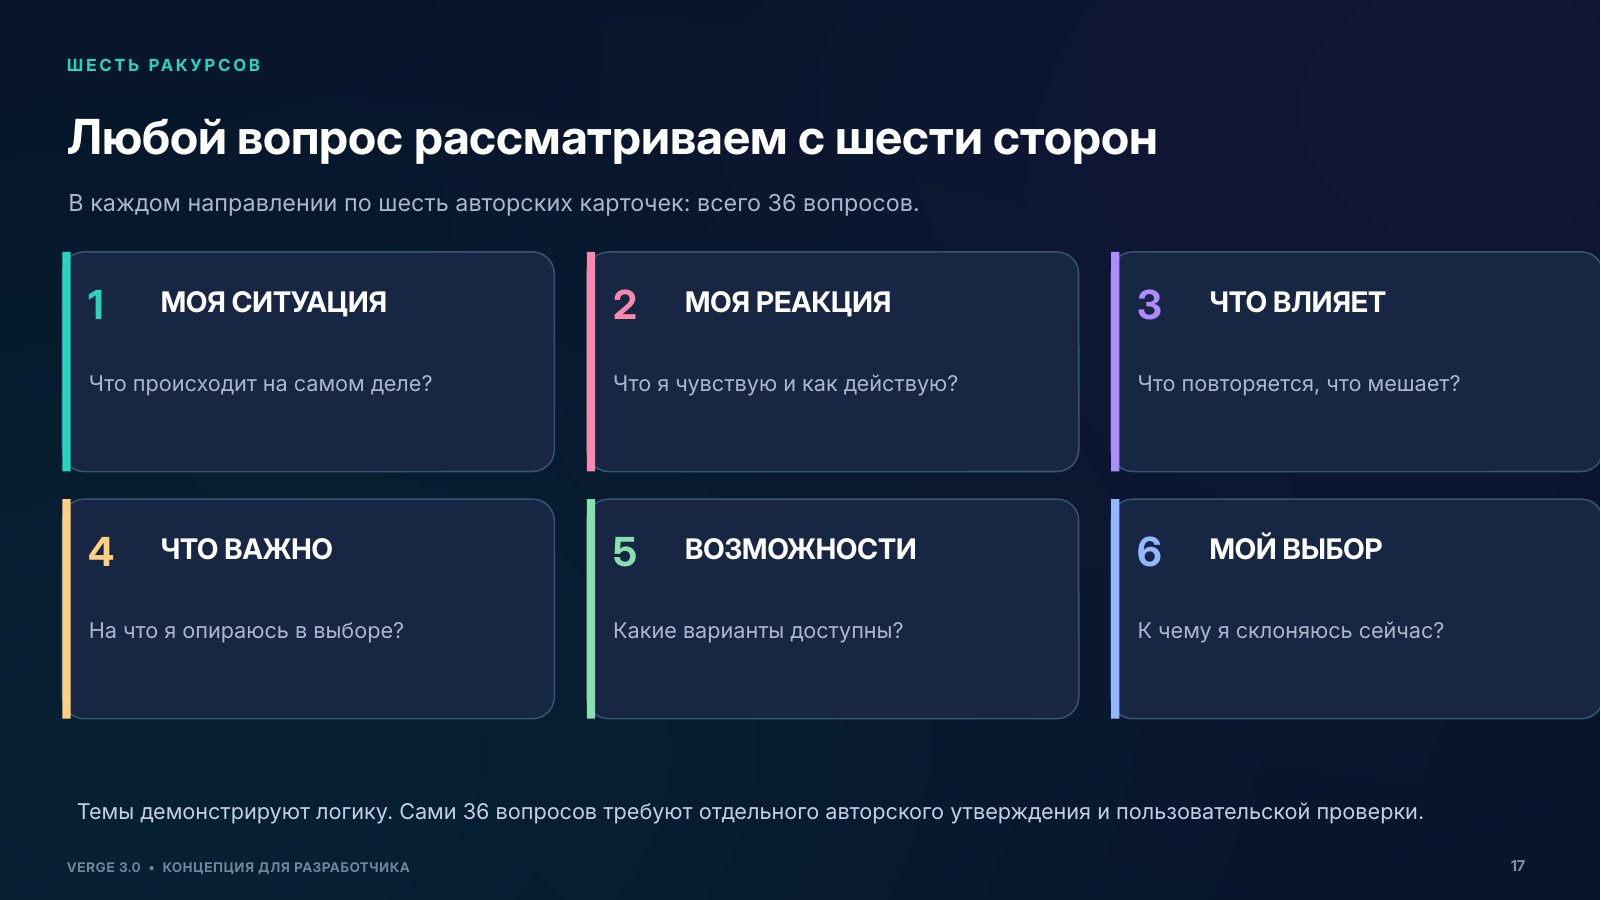 ШЕСТЬ РАКУРСОВ
Любой вопрос рассматриваем с шести сторон
В каждом направлении по шесть авторских карточек: всего 36 вопросов.
1 МОЯ СИТУАЦИЯ
Что происходит на самом деле?
2 МОЯ РЕАКЦИЯ
Что я чувствую и как действую?
3 ЧТО ВЛИЯЕТ
Что повторяется, что мешает?
4 ЧТО ВАЖНО
На что я опираюсь в выборе?
5 ВОЗМОЖНОСТИ
Какие варианты доступны?
6 МОЙ ВЫБОР
К чему я склоняюсь сейчас?
Темы демонстрируют логику. Сами 36 вопросов требуют отдельного авторского утверждения и пользовательской проверки.
VERGE 3.0 • КОНЦЕПЦИЯ ДЛЯ РАЗРАБОТЧИКА
17